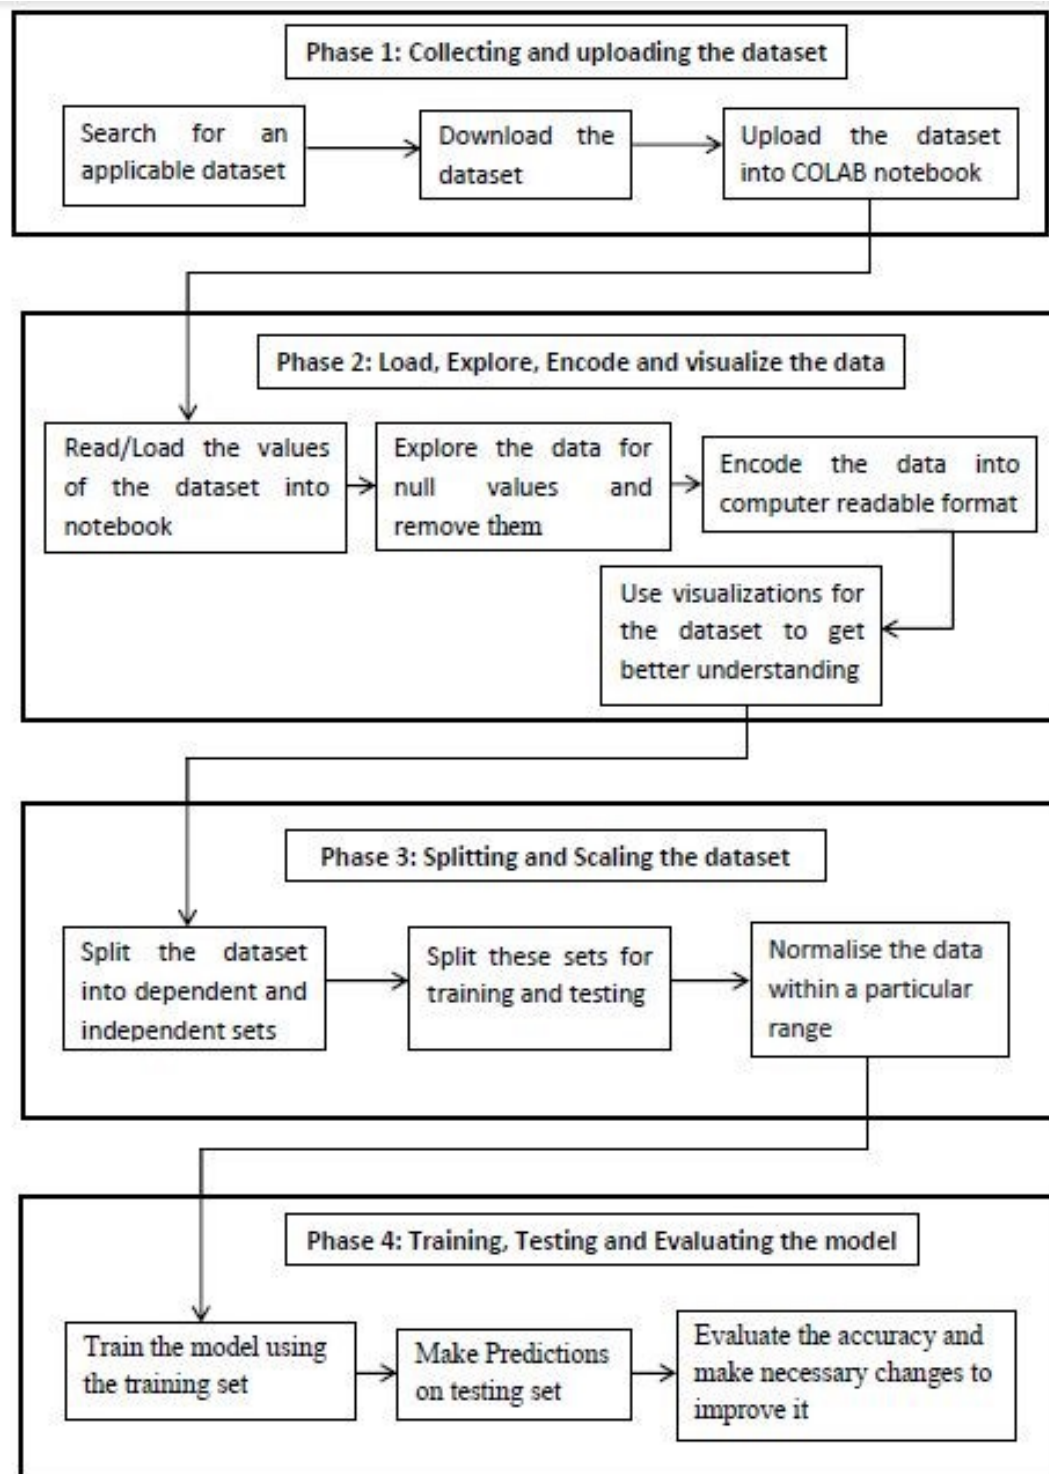 Phase 1: Collecting and uploading the dataset
Search for an
applicable dataset
Download the
dataset
Upload the dataset
into COLAB notebook
Phase 2: Load, Explore, Encode and visualize the data
Read/Load the values
of the dataset into
notebook
Explore the data for
null values and
remove them
Encode the data into
computer readable format
Use visualizations for
the dataset to get
better understanding
Phase 3: Splitting and Scaling the dataset
Split the dataset
into dependent and
independent sets
Split these sets for
training and testing
Normalise the data
within a particular
range
Phase 4: Training, Testing and Evaluating the model
Train the model using
the training set
Make Predictions
on testing set
Evaluate the accuracy and
make necessary changes to
improve it